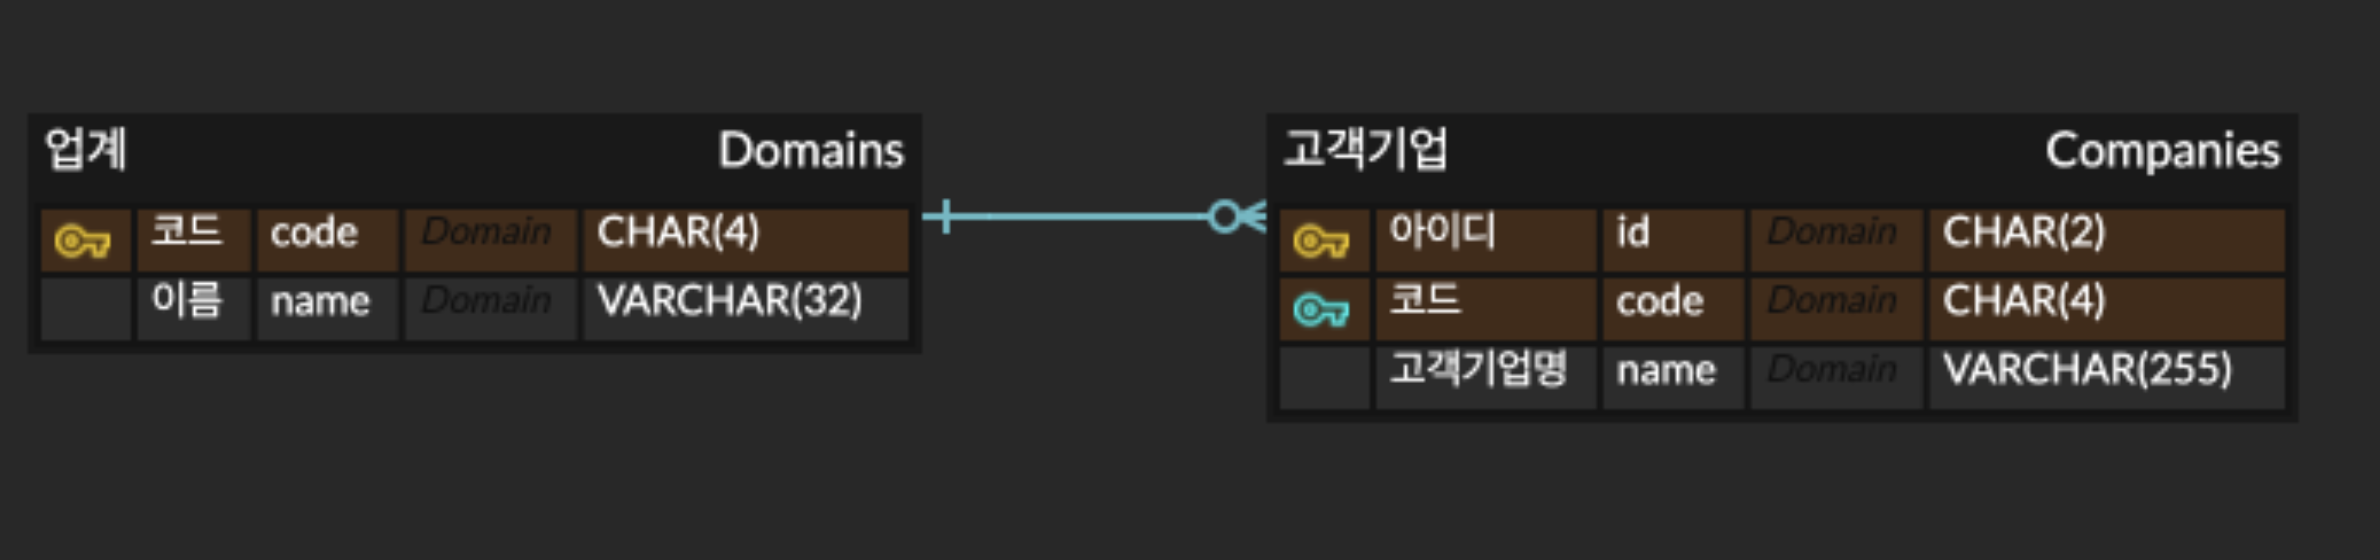 업계 Domains
코드 code Domain CHAR(4)
이름 name Domain VARCHAR(32)
고객기업 Companies
아이디 id Domain CHAR(2)
코드 code Domain CHAR(4)
고객기업명 name Domain VARCHAR(255)